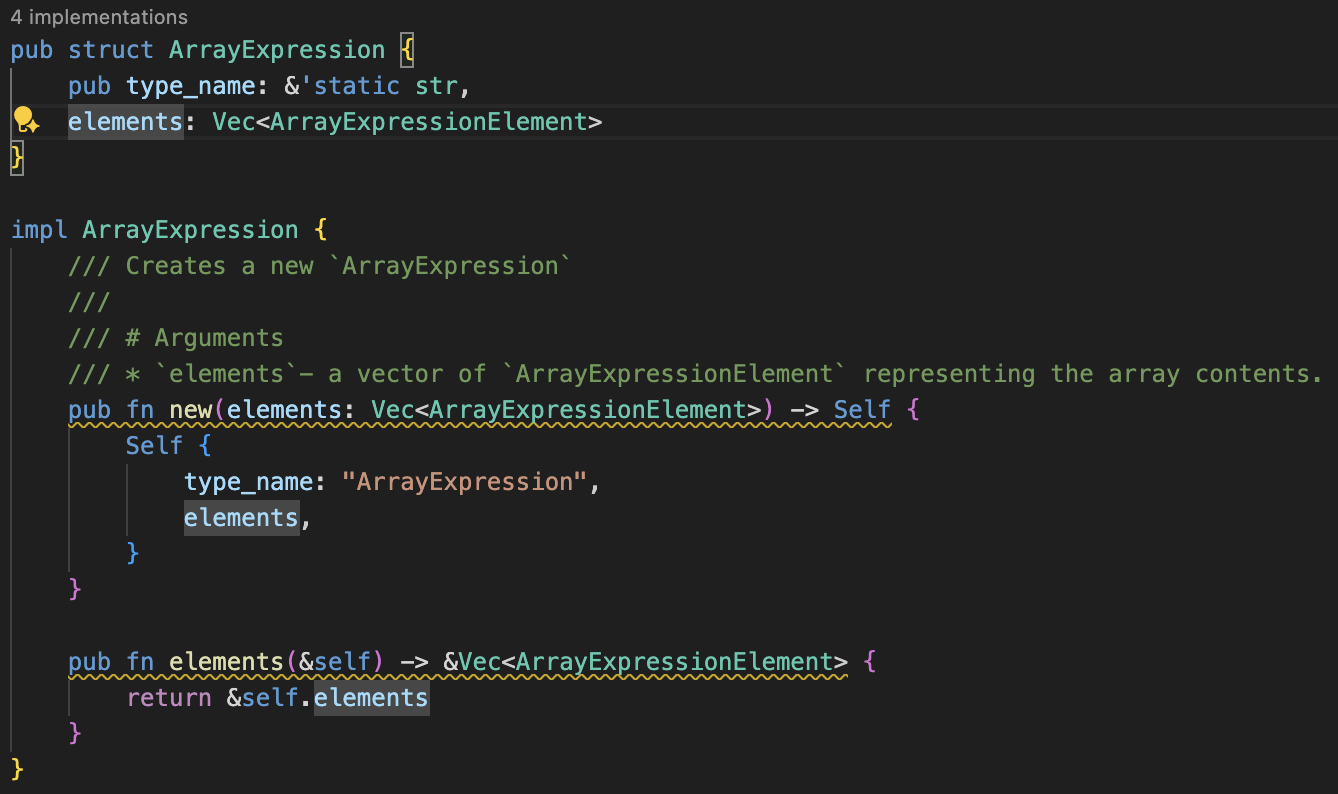 4 implementations
pub struct ArrayExpression {
    pub type_name: &'static str,
    elements: Vec<ArrayExpressionElement>
}

impl ArrayExpression {
    /// Creates a new `ArrayExpression`
    ///
    /// # Arguments
    /// * `elements`- a vector of `ArrayExpressionElement` representing the array contents.
    pub fn new(elements: Vec<ArrayExpressionElement>) -> Self {
        Self {
            type_name: "ArrayExpression",
            elements,
        }
    }

    pub fn elements(&self) -> &Vec<ArrayExpressionElement> {
        return &self.elements
    }
}